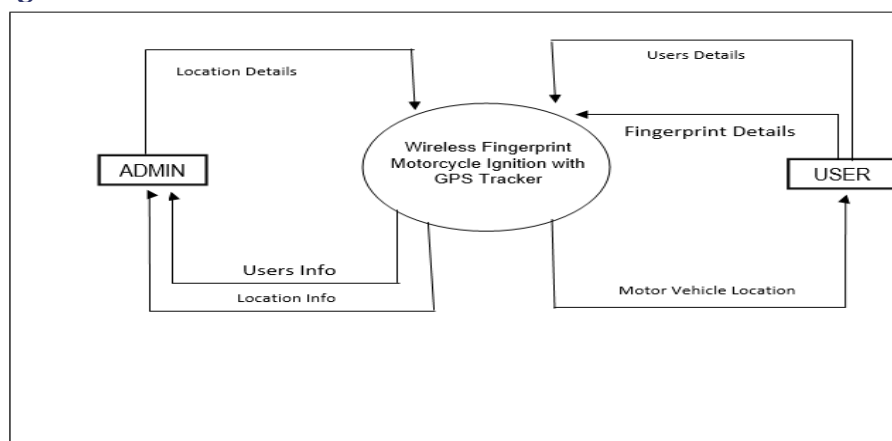 Location Details
Users Details
Fingerprint Details
Wireless Fingerprint
Motorcycle Ignition with
GPS Tracker
ADMIN
USER
Users Info
Location Info
Motor Vehicle Location